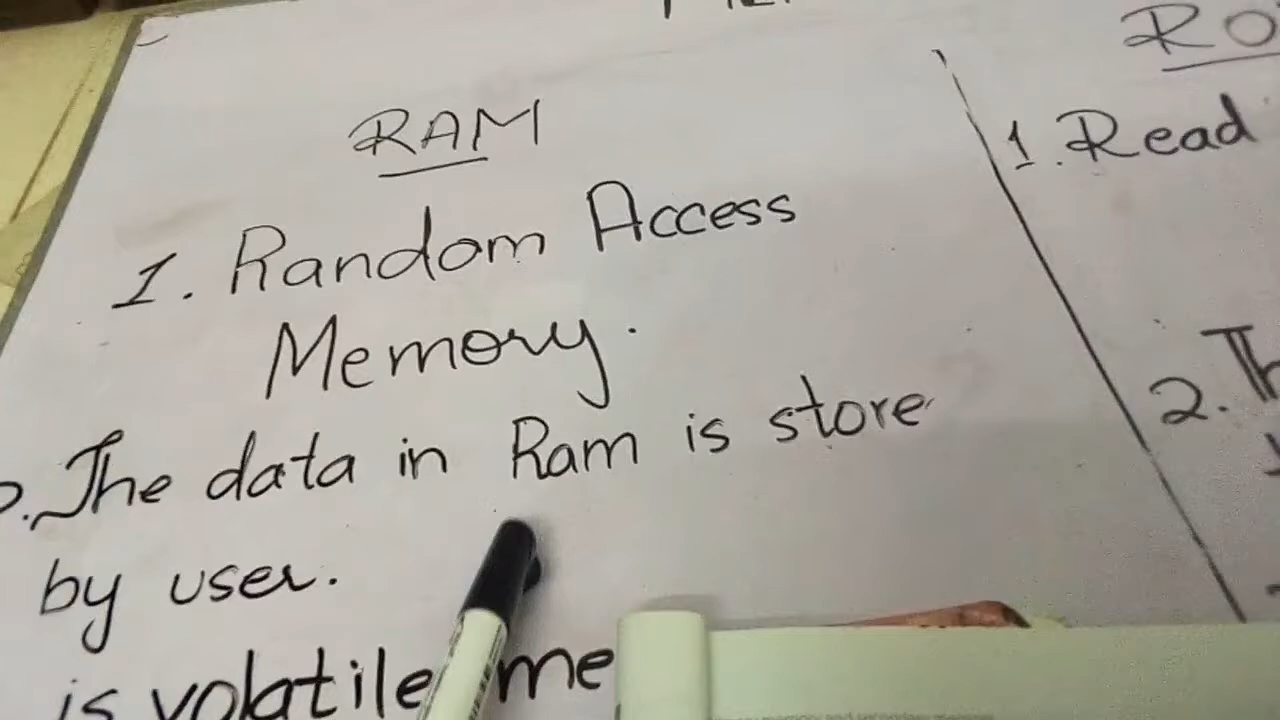 RAM
1. Random Access
Memory.
The data in Ram is store
by user.
is volatile me
RO
1. Read
2. Th